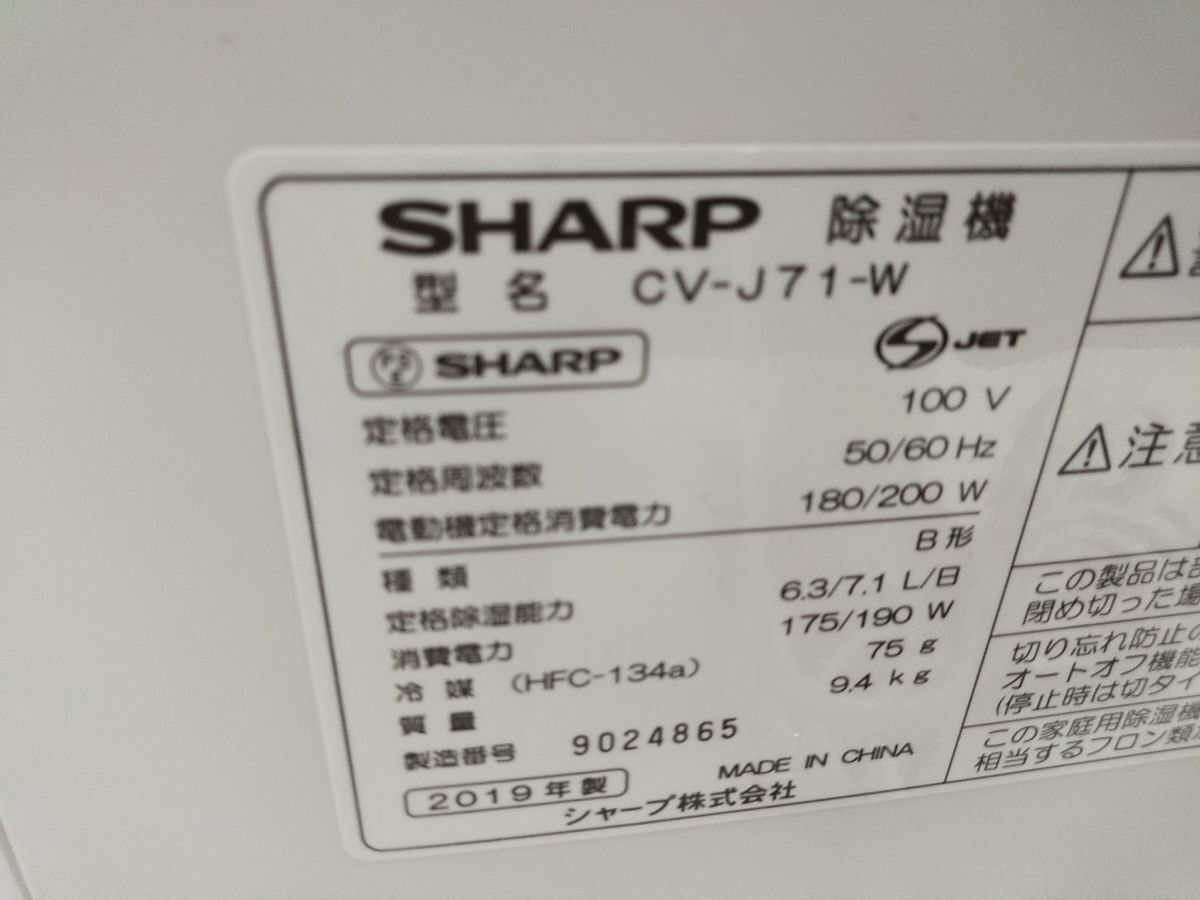 SHARP 除湿機
型名 CV-J71-W
PSE SHARP
S JET
定格電圧 100 V
定格周波数 50/60 Hz
電動機定格消費電力 180/200 W
種類 B形
定格除湿能力 6.3/7.1 L/日
消費電力 175/190 W
冷媒 (HFC-134a) 75 g
質量 9.4 kg
製造番号 9024865
2019年製 MADE IN CHINA
シャープ株式会社
注意
この製品は
閉め切った場
切り忘れ防止の
オートオフ機能
(停止時は切タイ
この家庭用除湿機
相当するフロン類